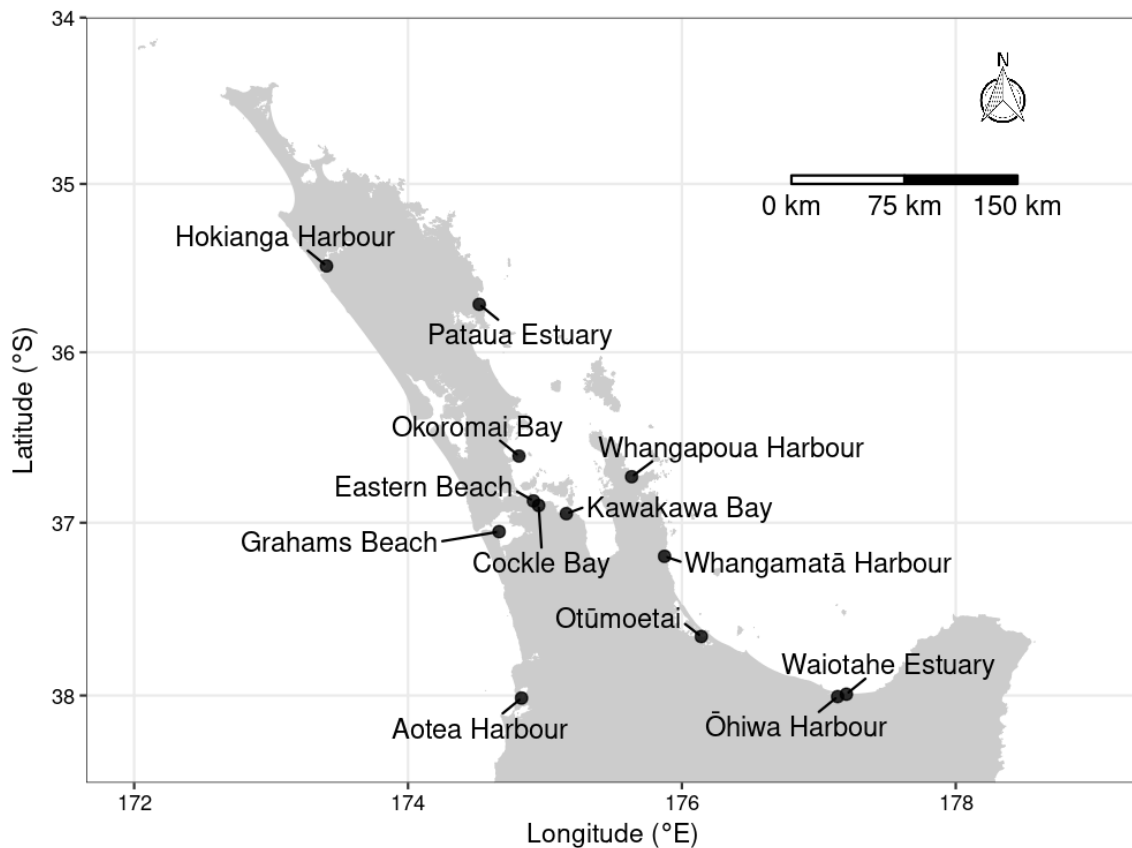 34
N
35
0 km 75 km 150 km
Hokianga Harbour
Pataua Estuary
36
Latitude (°S)
Okoromai Bay
Whangapoua Harbour
Eastern Beach
Kawakawa Bay
37
Grahams Beach
Cockle Bay
Whangamatā Harbour
Otūmoetai
Waiotahe Estuary
38
Aotea Harbour
Ōhiwa Harbour
172 174 176 178
Longitude (°E)